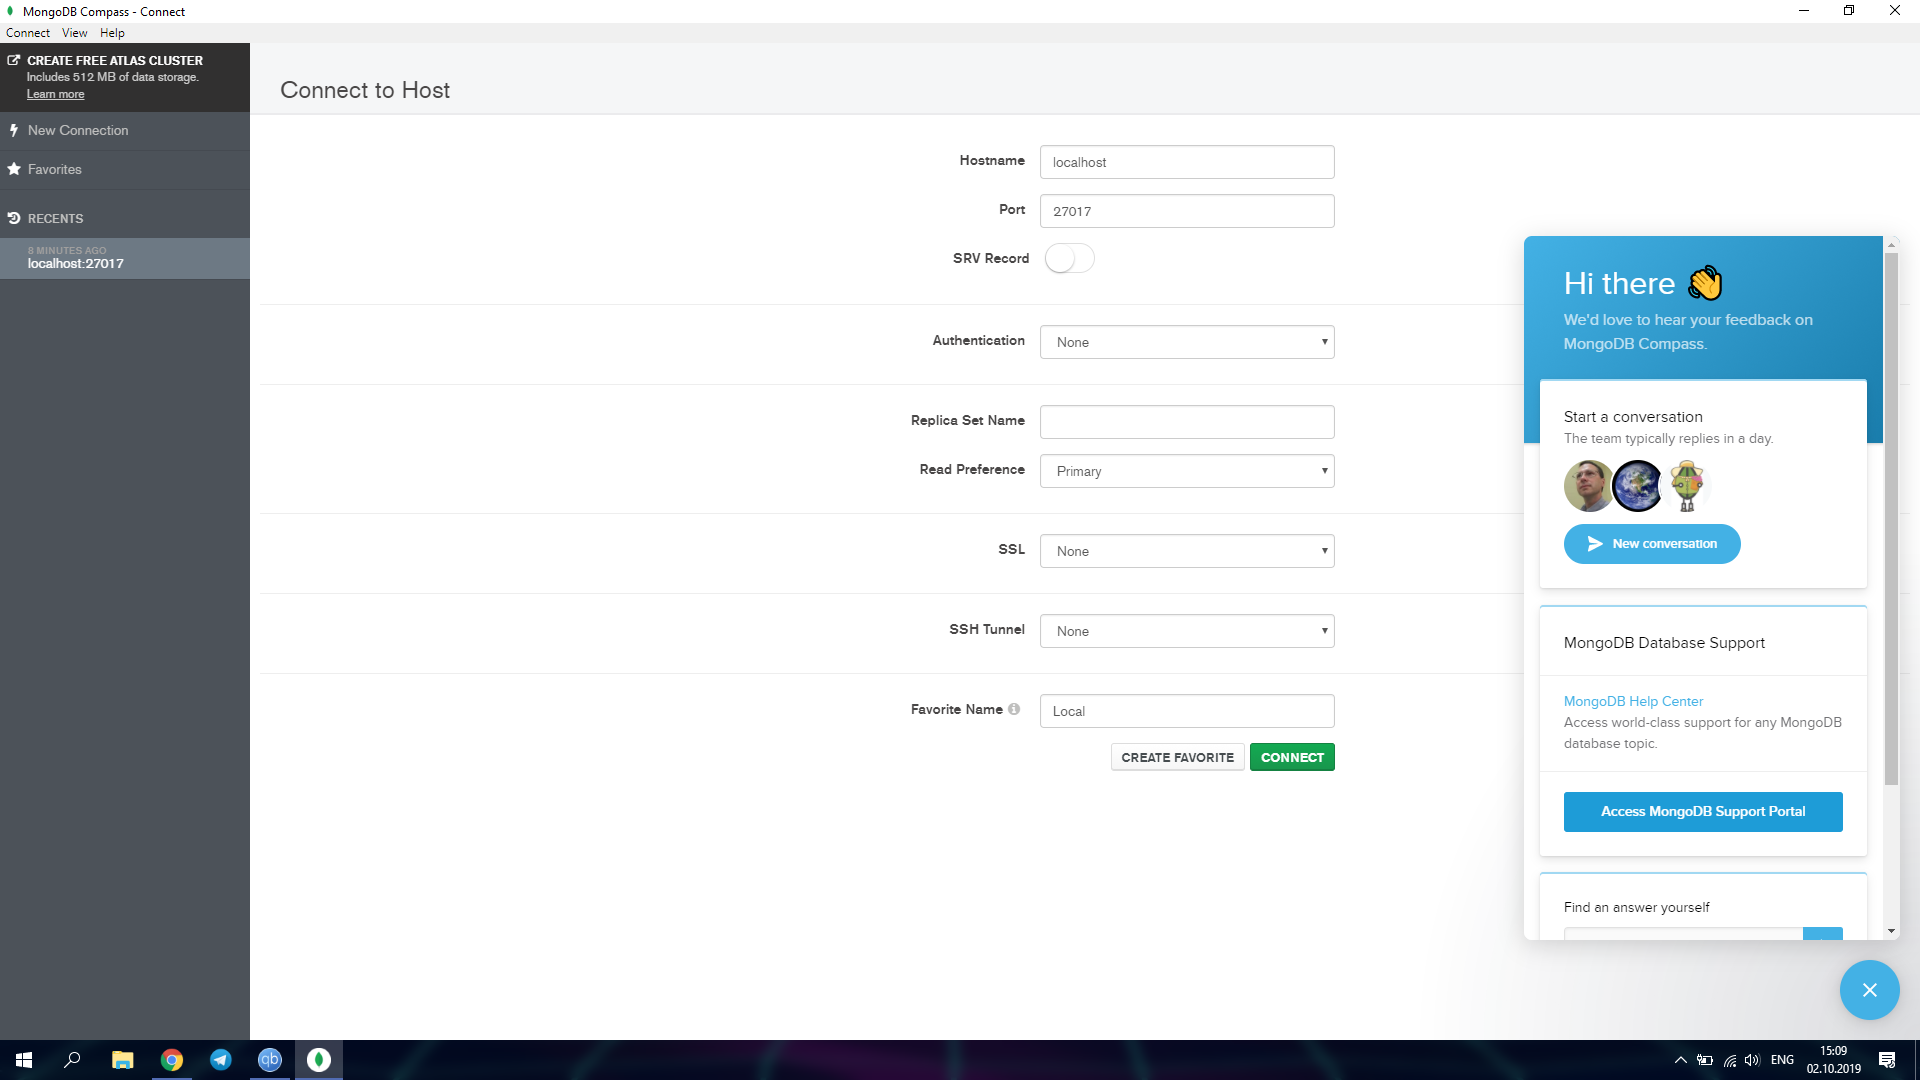 MongoDB Compass - Connect
Connect View Help
CREATE FREE ATLAS CLUSTER
Includes 512 MB of data storage.
Learn more
New Connection
Favorites
RECENTS
8 MINUTES AGO
localhost:27017
Connect to Host
Hostname localhost
Port 27017
SRV Record
Authentication None
Replica Set Name
Read Preference Primary
SSL None
SSH Tunnel None
Favorite Name Local
CREATE FAVORITE CONNECT
Hi there
We'd love to hear your feedback on
MongoDB Compass.
Start a conversation
The team typically replies in a day.
New conversation
MongoDB Database Support
MongoDB Help Center
Access world-class support for any MongoDB
database topic.
Access MongoDB Support Portal
Find an answer yourself
qb
ENG
15:09
02.10.2019